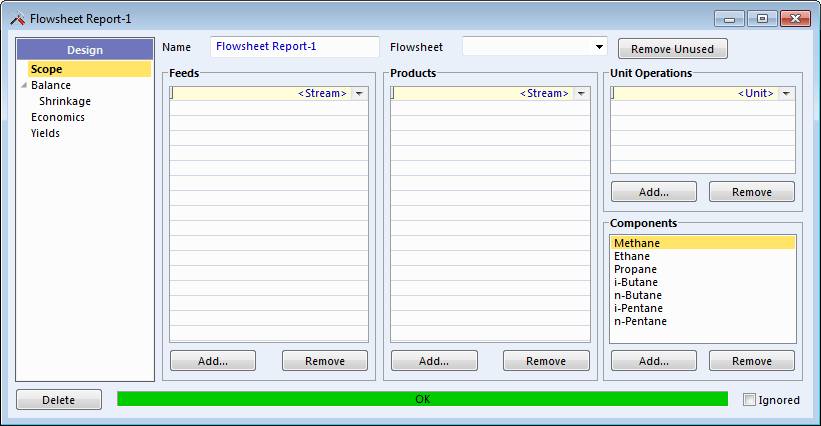 Flowsheet Report-1
Design
Scope
Balance
Shrinkage
Economics
Yields
Name Flowsheet Report-1 Flowsheet Remove Unused
Feeds
<Stream>
Add... Remove
Products
<Stream>
Add... Remove
Unit Operations
<Unit>
Add... Remove
Components
Methane
Ethane
Propane
i-Butane
n-Butane
i-Pentane
n-Pentane
Add... Remove
Delete OK Ignored